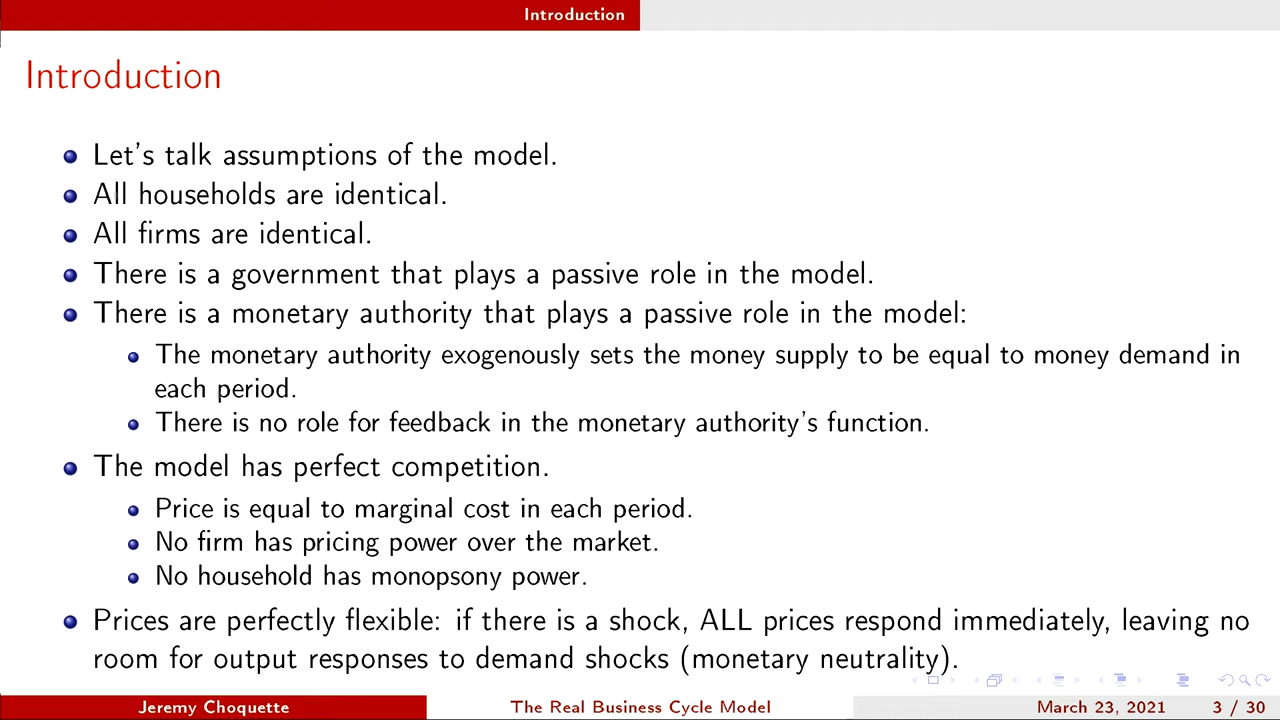 Introduction
Introduction
Let's talk assumptions of the model.
All households are identical.
All firms are identical.
There is a government that plays a passive role in the model.
There is a monetary authority that plays a passive role in the model:
The monetary authority exogenously sets the money supply to be equal to money demand in
each period.
There is no role for feedback in the monetary authority's function.
The model has perfect competition.
Price is equal to marginal cost in each period.
No firm has pricing power over the market.
No household has monopsony power.
Prices are perfectly flexible: if there is a shock, ALL prices respond immediately, leaving no
room for output responses to demand shocks (monetary neutrality).
Jeremy Choquette The Real Business Cycle Model March 23, 2021 3 / 30